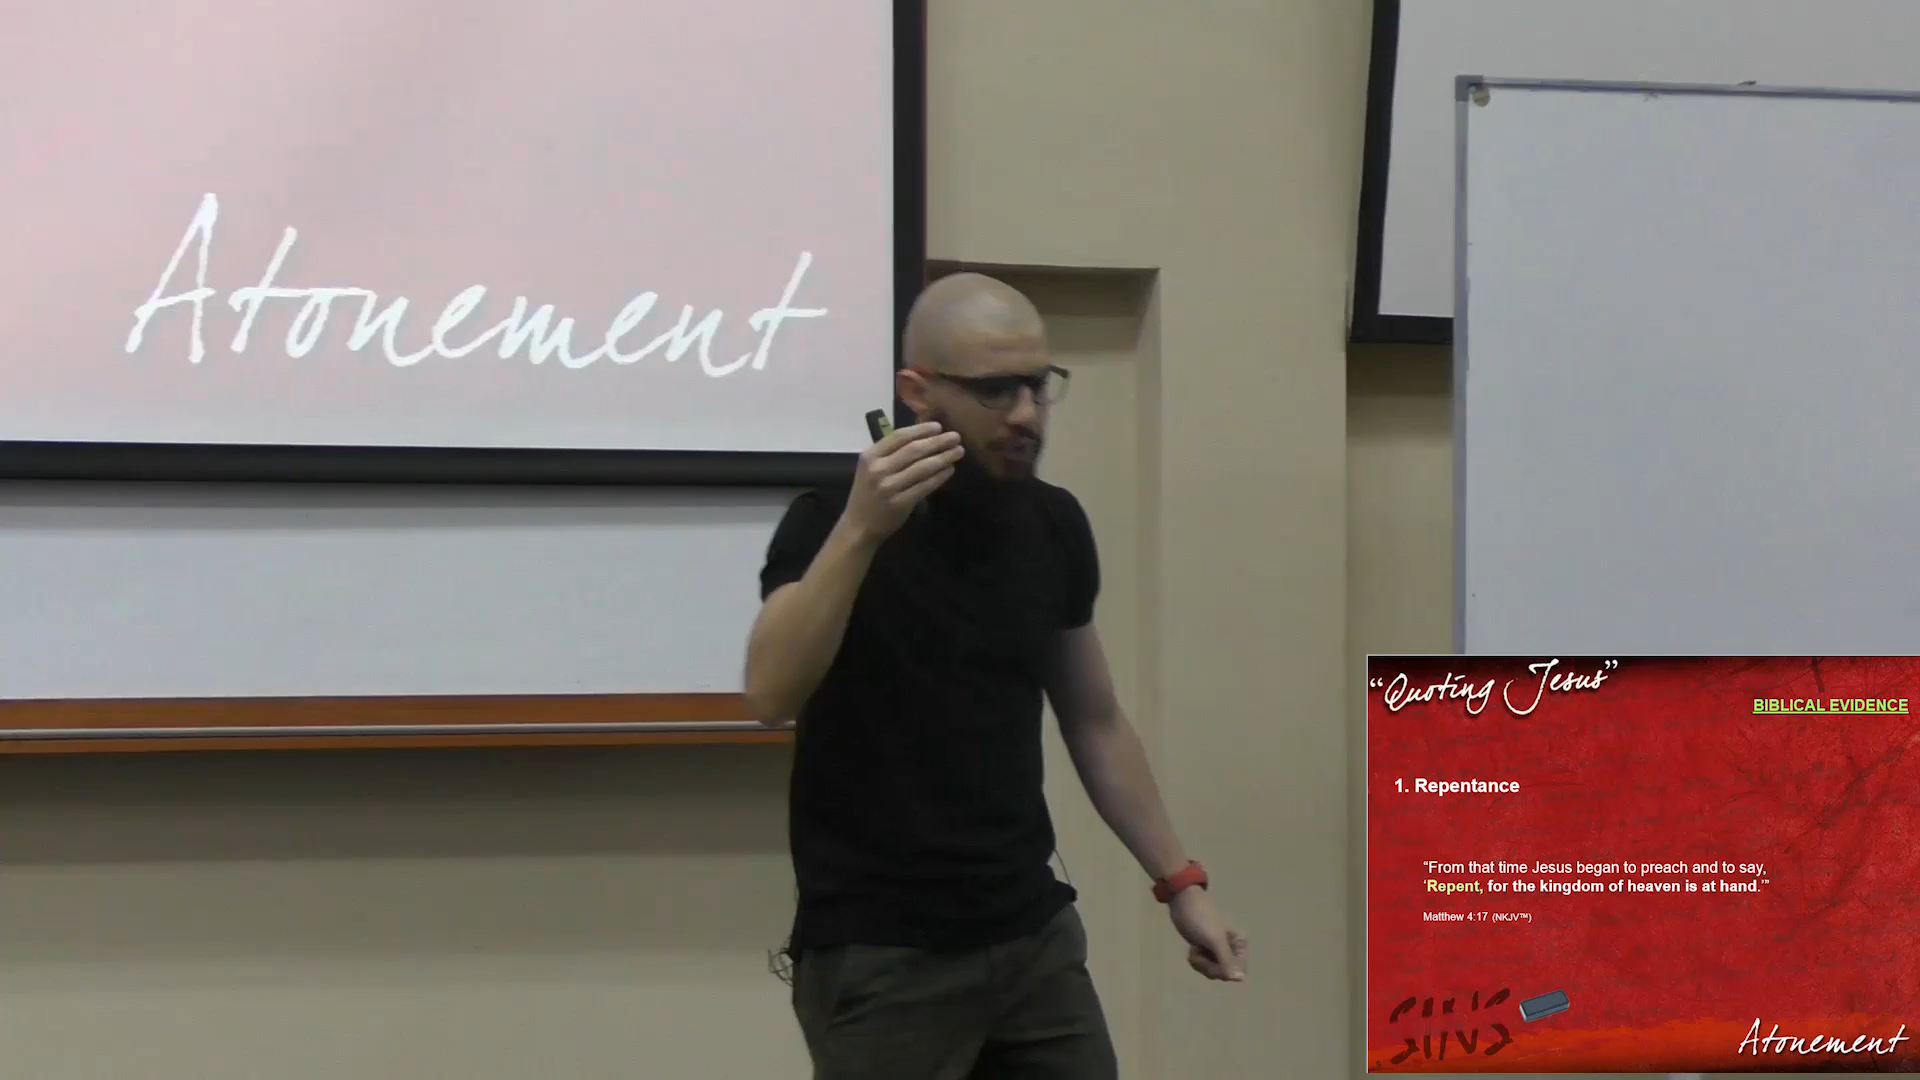 Atonement
“Quoting Jesus”
BIBLICAL EVIDENCE
1. Repentance
“From that time Jesus began to preach and to say,
‘Repent, for the kingdom of heaven is at hand.’”
Matthew 4:17 (NKJV™)
SINS
Atonement